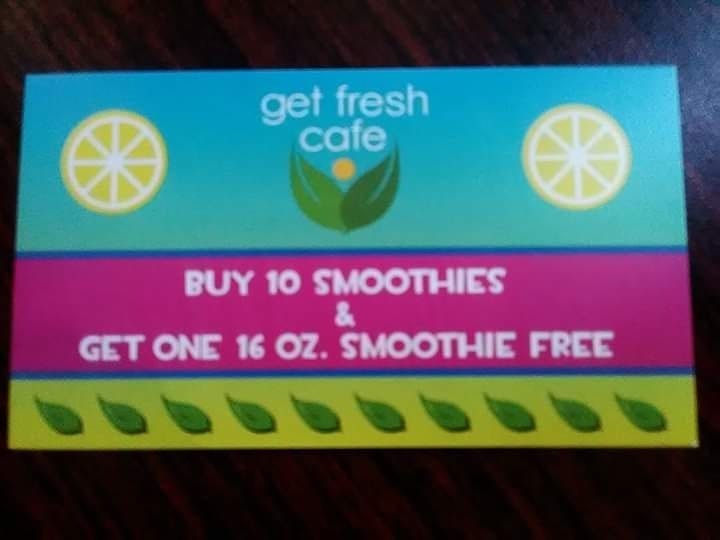 get fresh
cafe
BUY 10 SMOOTHIES
&
GET ONE 16 OZ. SMOOTHIE FREE